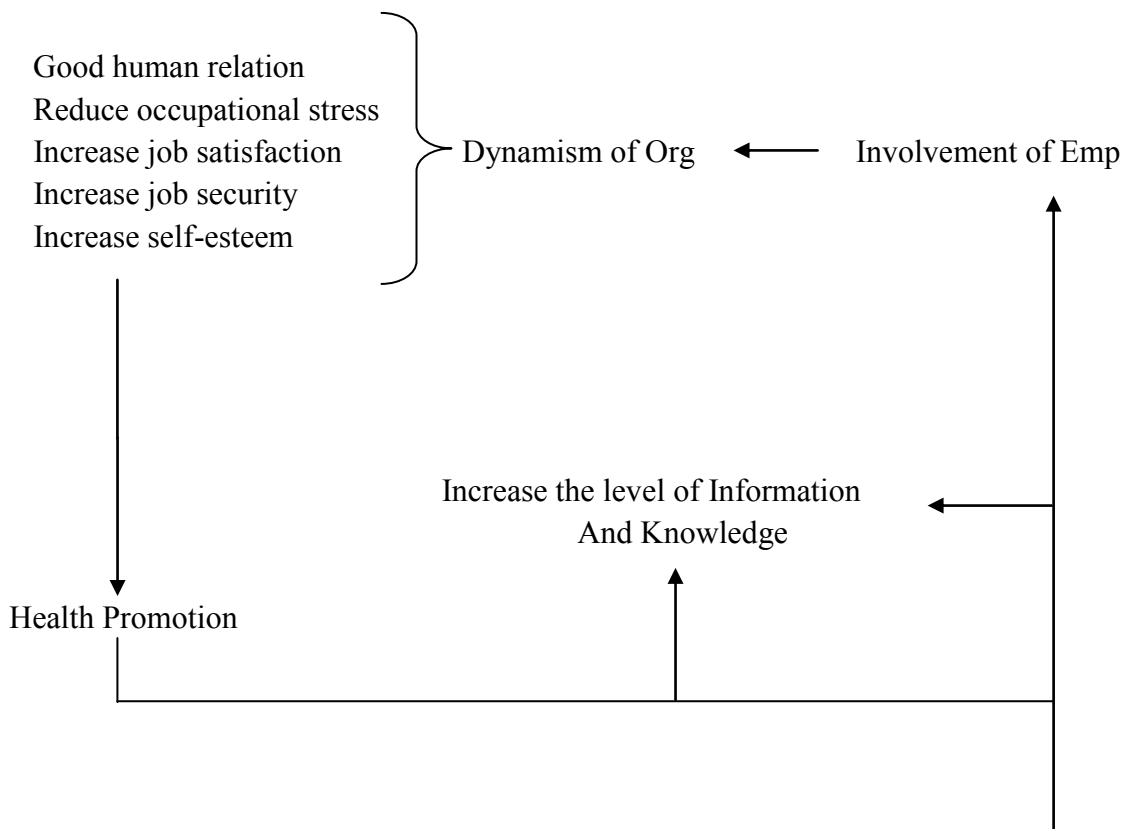 Good human relation
Reduce occupational stress
Increase job satisfaction
Increase job security
Increase self-esteem
Dynamism of Org
Involvement of Emp
Increase the level of Information
And Knowledge
Health Promotion